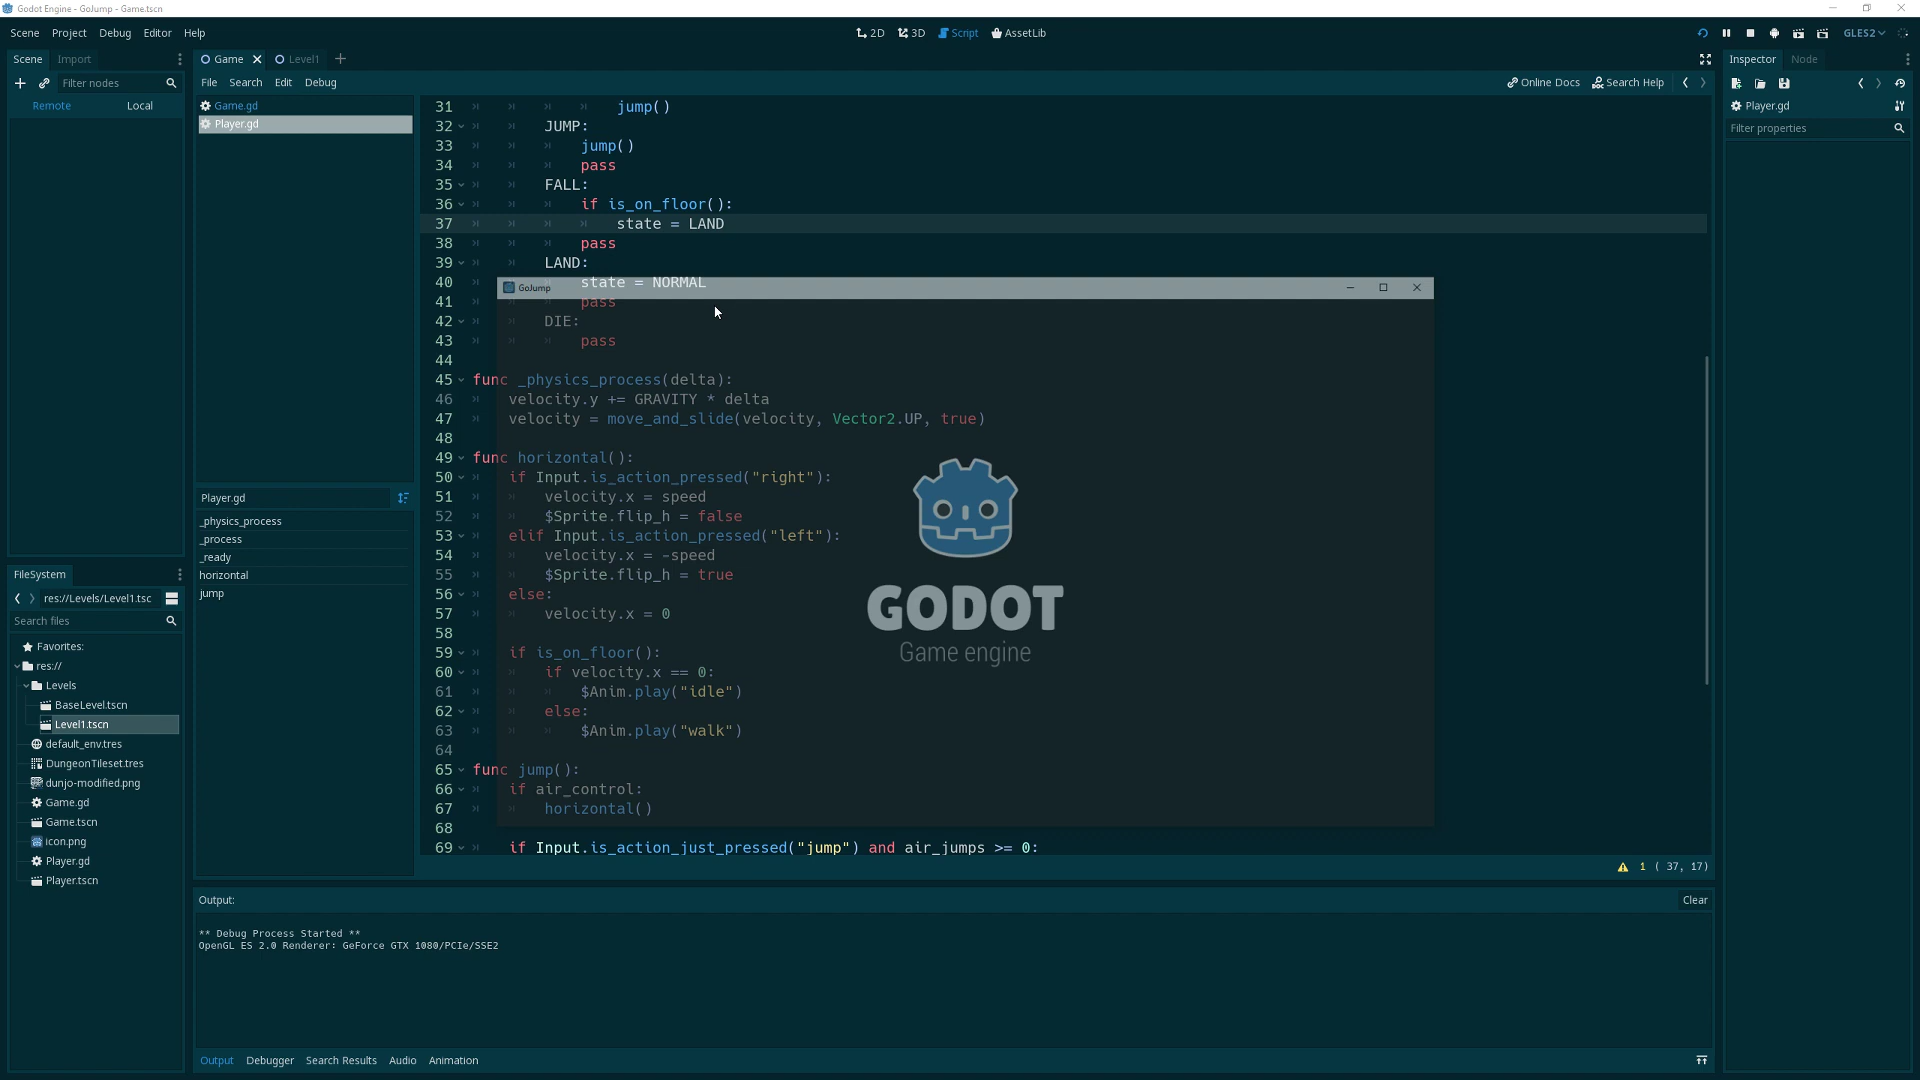 Godot Engine - GoJump - Game.tscn
Scene Project Debug Editor Help
2D 3D Script AssetLib
GLES2
Scene Import
Game Level1
Inspector Node
Filter nodes
File Search Edit Debug
Online Docs Search Help
Remote Local
Game.gd
Player.gd
Player.gd
Filter properties
31 jump()
32 JUMP:
33 jump()
34 pass
35 FALL:
36 if is_on_floor():
37 state = LAND
38 pass
39 LAND:
40 state = NORMAL
GoJump
41 pass
42 DIE:
43 pass
44
45 func _physics_process(delta):
46 velocity.y += GRAVITY * delta
47 velocity = move_and_slide(velocity, Vector2.UP, true)
48
49 func horizontal():
50 if Input.is_action_pressed("right"):
51 velocity.x = speed
52 $Sprite.flip_h = false
53 elif Input.is_action_pressed("left"):
54 velocity.x = -speed
55 $Sprite.flip_h = true
56 else:
57 velocity.x = 0
58
59 if is_on_floor():
60 if velocity.x == 0:
61 $Anim.play("idle")
62 else:
63 $Anim.play("walk")
64
65 func jump():
66 if air_control:
67 horizontal()
68
69 if Input.is_action_just_pressed("jump") and air_jumps >= 0:
GODOT
Game engine
1 ( 37, 17)
Player.gd
_physics_process
_process
_ready
horizontal
jump
FileSystem
res://Levels/Level1.tsc
Search files
Favorites:
res://
Levels
BaseLevel.tscn
Level1.tscn
default_env.tres
DungeonTileset.tres
dunjo-modified.png
Game.gd
Game.tscn
icon.png
Player.gd
Player.tscn
Output:
Clear
** Debug Process Started **
OpenGL ES 2.0 Renderer: GeForce GTX 1080/PCIe/SSE2
Output Debugger Search Results Audio Animation